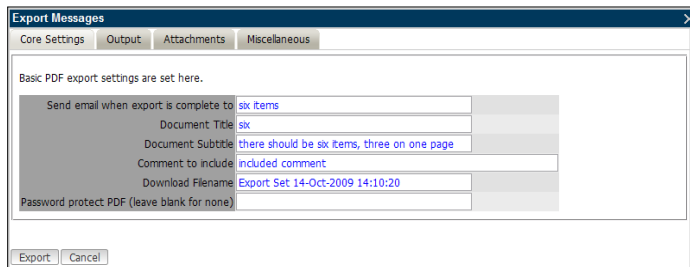 Export Messages
Core Settings Output Attachments Miscellaneous
Basic PDF export settings are set here.
Send email when export is complete to six items
Document Title six
Document Subtitle there should be six items, three on one page
Comment to include included comment
Download Filename Export Set 14-Oct-2009 14:10:20
Password protect PDF (leave blank for none)
Export Cancel